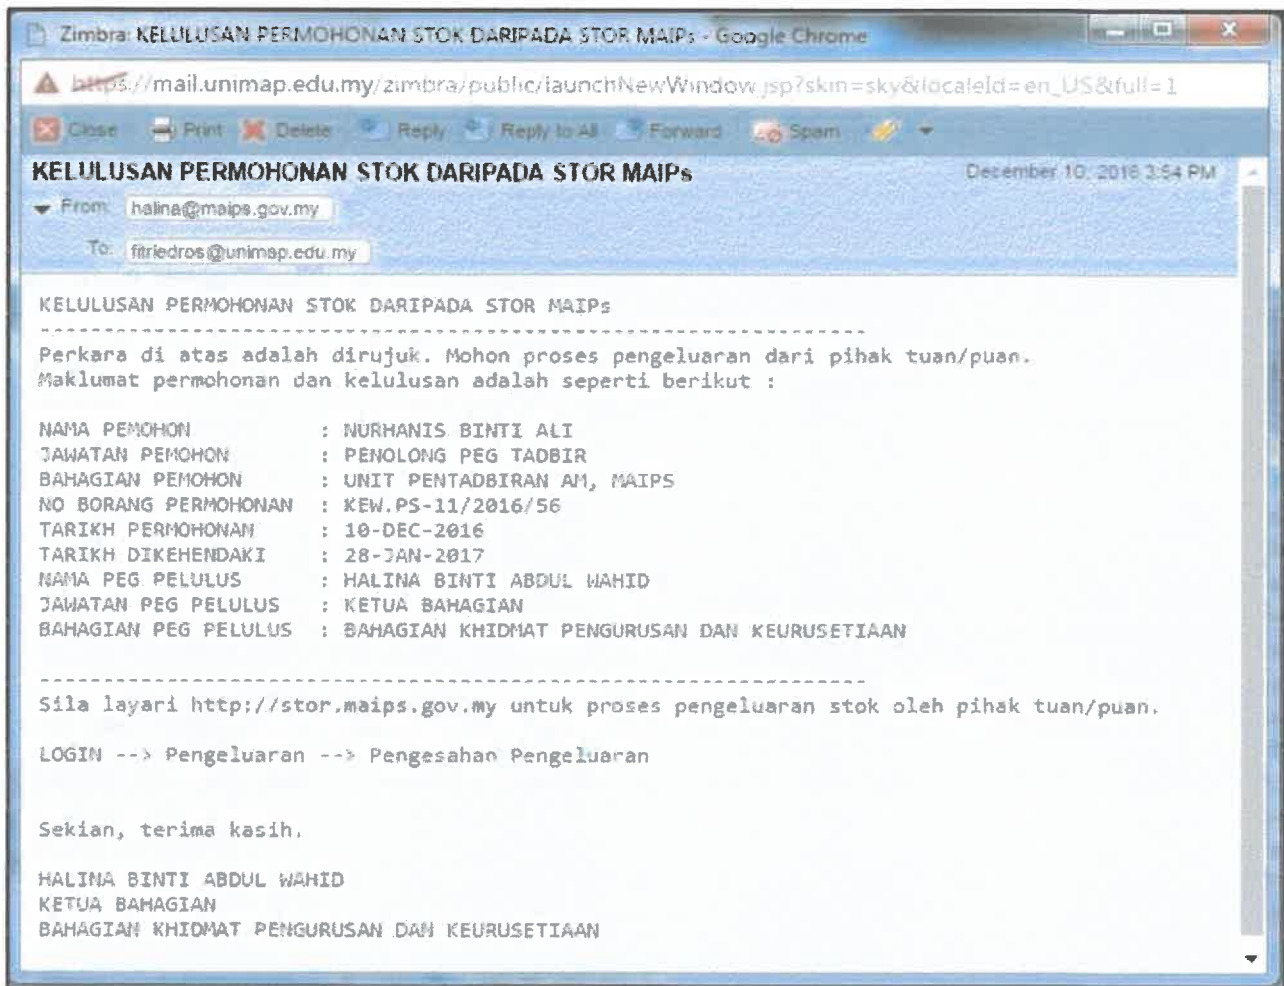 Zimbra: KELULUSAN PERMOHONAN STOK DARIPADA STOR MAIPs - Google Chrome
https://mail.unimap.edu.my/zimbra/public/launchNewWindow.jsp?skin=sky&localeId=en_US&full=1
Close Print Delete Reply Reply to All Forward Spam
KELULUSAN PERMOHONAN STOK DARIPADA STOR MAIPs December 10, 2016 3:54 PM
From: halina@maips.gov.my
To: fitriedros@unimap.edu.my
KELULUSAN PERMOHONAN STOK DARIPADA STOR MAIPs
-----------------------------------------------------------------
Perkara di atas adalah dirujuk. Mohon proses pengeluaran dari pihak tuan/puan.
Maklumat permohonan dan kelulusan adalah seperti berikut :
NAMA PEMOHON : NURHANIS BINTI ALI
JAWATAN PEMOHON : PENOLONG PEG TADBIR
BAHAGIAN PEMOHON : UNIT PENTADBIRAN AM, MAIPS
NO BORANG PERMOHONAN : KEW.PS-11/2016/56
TARIKH PERMOHONAN : 10-DEC-2016
TARIKH DIKEHENDAKI : 28-JAN-2017
NAMA PEG PELULUS : HALINA BINTI ABDUL WAHID
JAWATAN PEG PELULUS : KETUA BAHAGIAN
BAHAGIAN PEG PELULUS : BAHAGIAN KHIDMAT PENGURUSAN DAN KEURUSETIAAN
-----------------------------------------------------------------
Sila layari http://stor.maips.gov.my untuk proses pengeluaran stok oleh pihak tuan/puan.
LOGIN --> Pengeluaran --> Pengesahan Pengeluaran
Sekian, terima kasih.
HALINA BINTI ABDUL WAHID
KETUA BAHAGIAN
BAHAGIAN KHIDMAT PENGURUSAN DAN KEURUSETIAAN